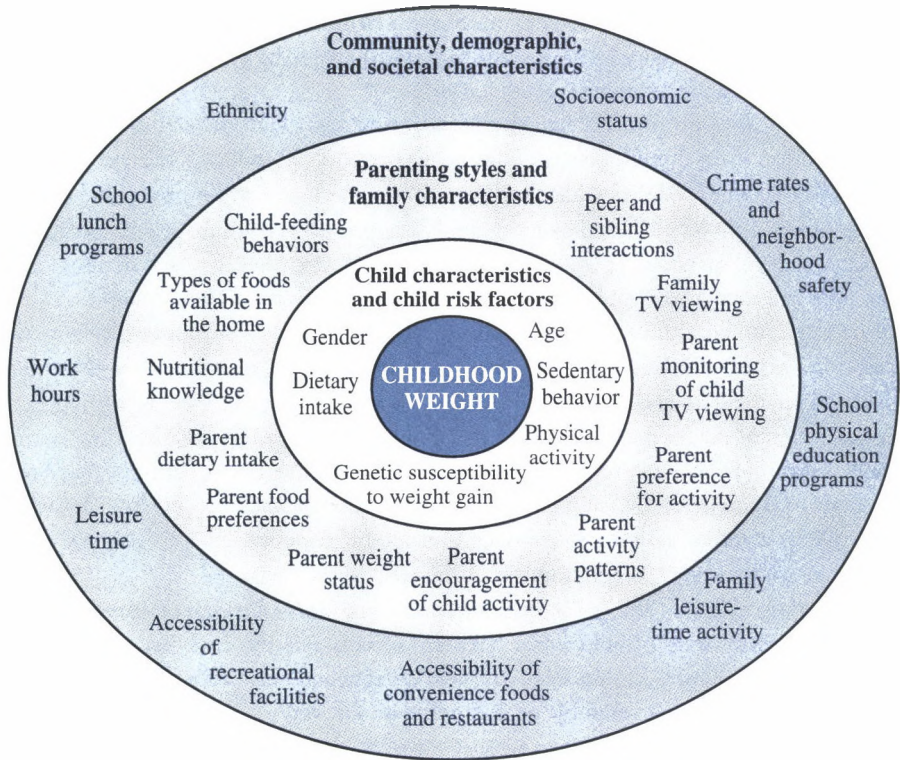 Community, demographic,
and societal characteristics
Ethnicity
Socioeconomic
status
School
lunch
programs
Crime rates
and
neighbor-
hood
safety
Work
hours
School
physical
education
programs
Leisure
time
Family
leisure-
time activity
Accessibility
of
recreational
facilities
Accessibility of
convenience foods
and restaurants
Parenting styles and
family characteristics
Child-feeding
behaviors
Peer and
sibling
interactions
Types of foods
available in
the home
Family
TV viewing
Nutritional
knowledge
Parent
monitoring
of child
TV viewing
Parent
dietary intake
Parent
preference
for activity
Parent food
preferences
Parent
activity
patterns
Parent weight
status
Parent
encouragement
of child activity
Child characteristics
and child risk factors
Gender
Age
Dietary
intake
Sedentary
behavior
Physical
activity
Genetic susceptibility
to weight gain
CHILDHOOD
WEIGHT